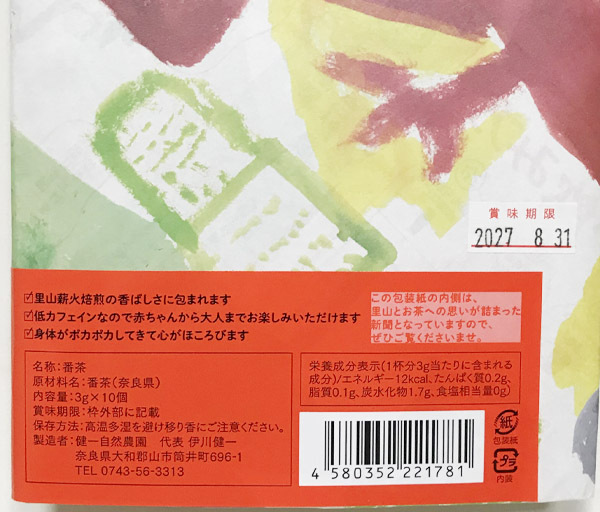 賞味期限
2027 8 31
☑里山薪火焙煎の香ばしさに包まれます
☑低カフェインなので赤ちゃんから大人までお楽しみいただけます
☑身体がポカポカしてきて心がほころびます
この包装紙の内側は、
里山とお茶への思いが詰まった
新聞となっていますので、
ぜひご覧くださいませ。
名称:番茶
原材料名:番茶(奈良県)
内容量:3g×10個
賞味期限:枠外部に記載
保存方法:高温多湿を避け移り香にご注意ください。
製造者:健一自然農園 代表 伊川健一
奈良県大和郡山市筒井町696-1
TEL 0743-56-3313
栄養成分表示(1杯分3g当たりに含まれる
成分)/エネルギー12kcal、たんぱく質0.2g、
脂質0.1g、炭水化物1.7g、食塩相当量0g)
4 580352 221781
紙
包装紙
プラ
内装